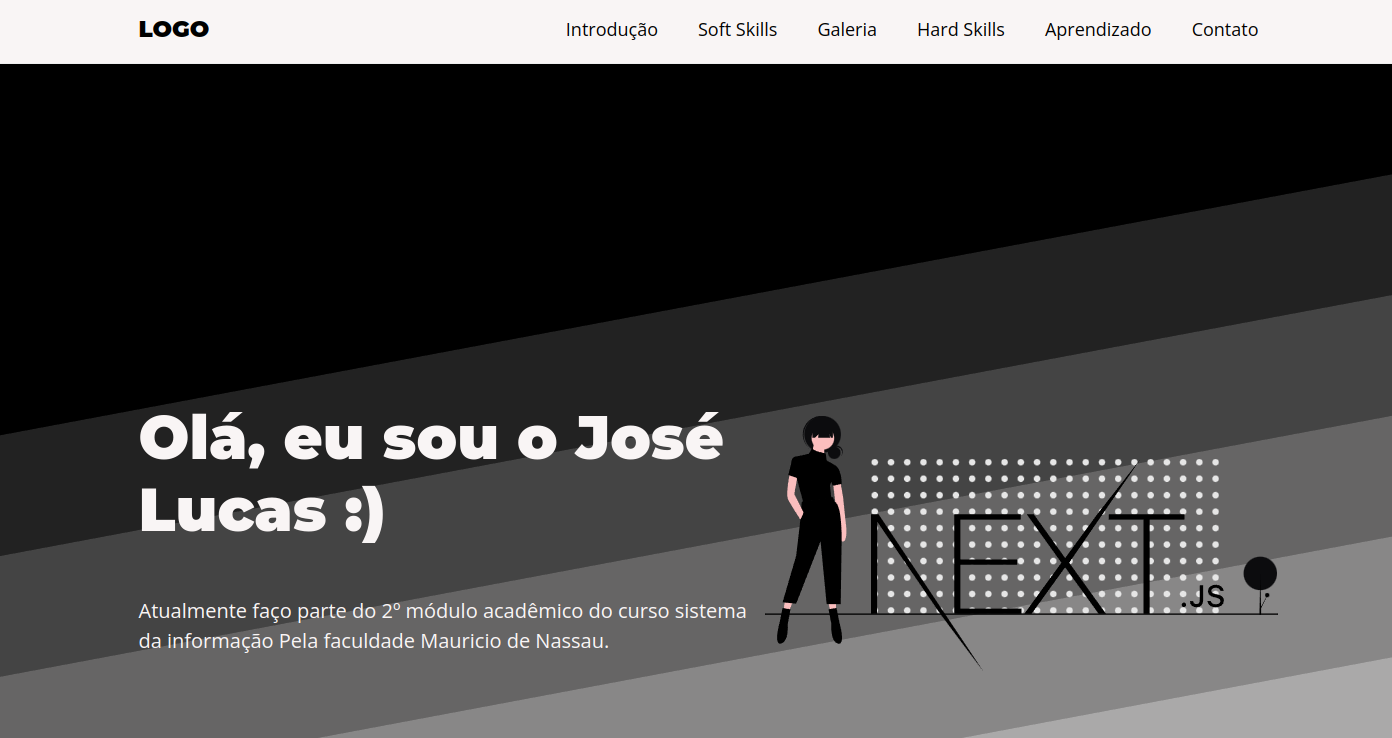 LOGO
Introdução Soft Skills Galeria Hard Skills Aprendizado Contato
Olá, eu sou o José
Lucas :)
Atualmente faço parte do 2º módulo acadêmico do curso sistema
da informação Pela faculdade Mauricio de Nassau.
NEXT
.JS